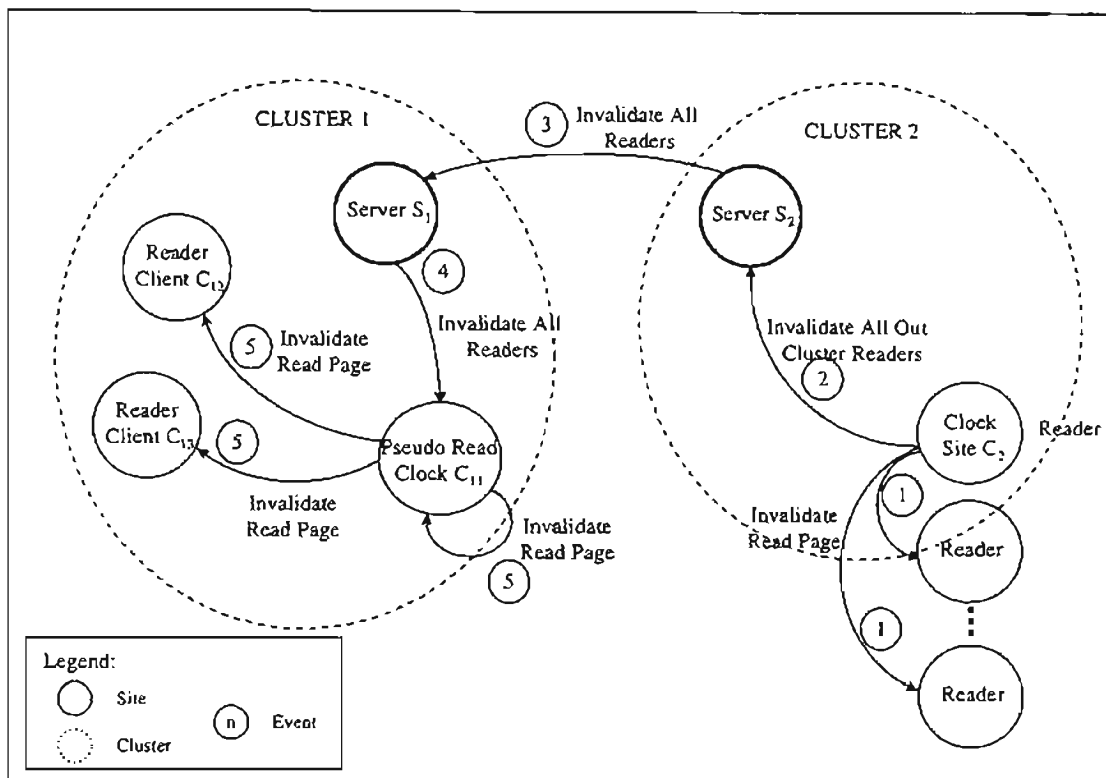 CLUSTER 1
3
Invalidate All
Readers
CLUSTER 2
Server S1
Server S2
Reader
Client C12
4
Invalidate All
Readers
5
Invalidate
Read Page
Invalidate All Out
Cluster Readers
2
Reader
Client C13
5
Pseudo Read
Clock C11
Clock
Site C2
Reader
Invalidate
Read Page
Invalidate
Read Page
5
1
Invalidate
Read Page
Reader
1
Reader
Legend:
Site
n
Event
Cluster